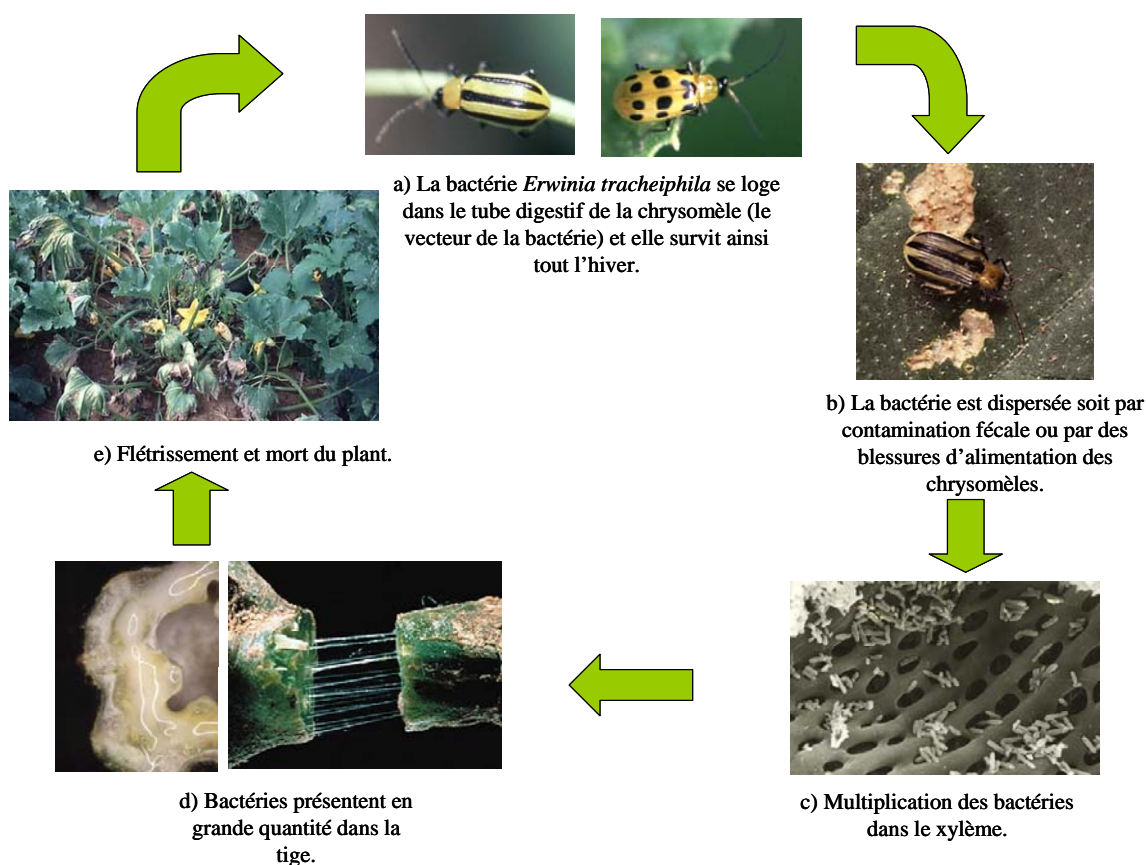 a) La bactérie Erwinia tracheiphila se loge
dans le tube digestif de la chrysomèle (le
vecteur de la bactérie) et elle survit ainsi
tout l’hiver.
b) La bactérie est dispersée soit par
contamination fécale ou par des
blessures d’alimentation des
chrysomèles.
c) Multiplication des bactéries
dans le xylème.
d) Bactéries présentent en
grande quantité dans la
tige.
e) Flétrissement et mort du plant.